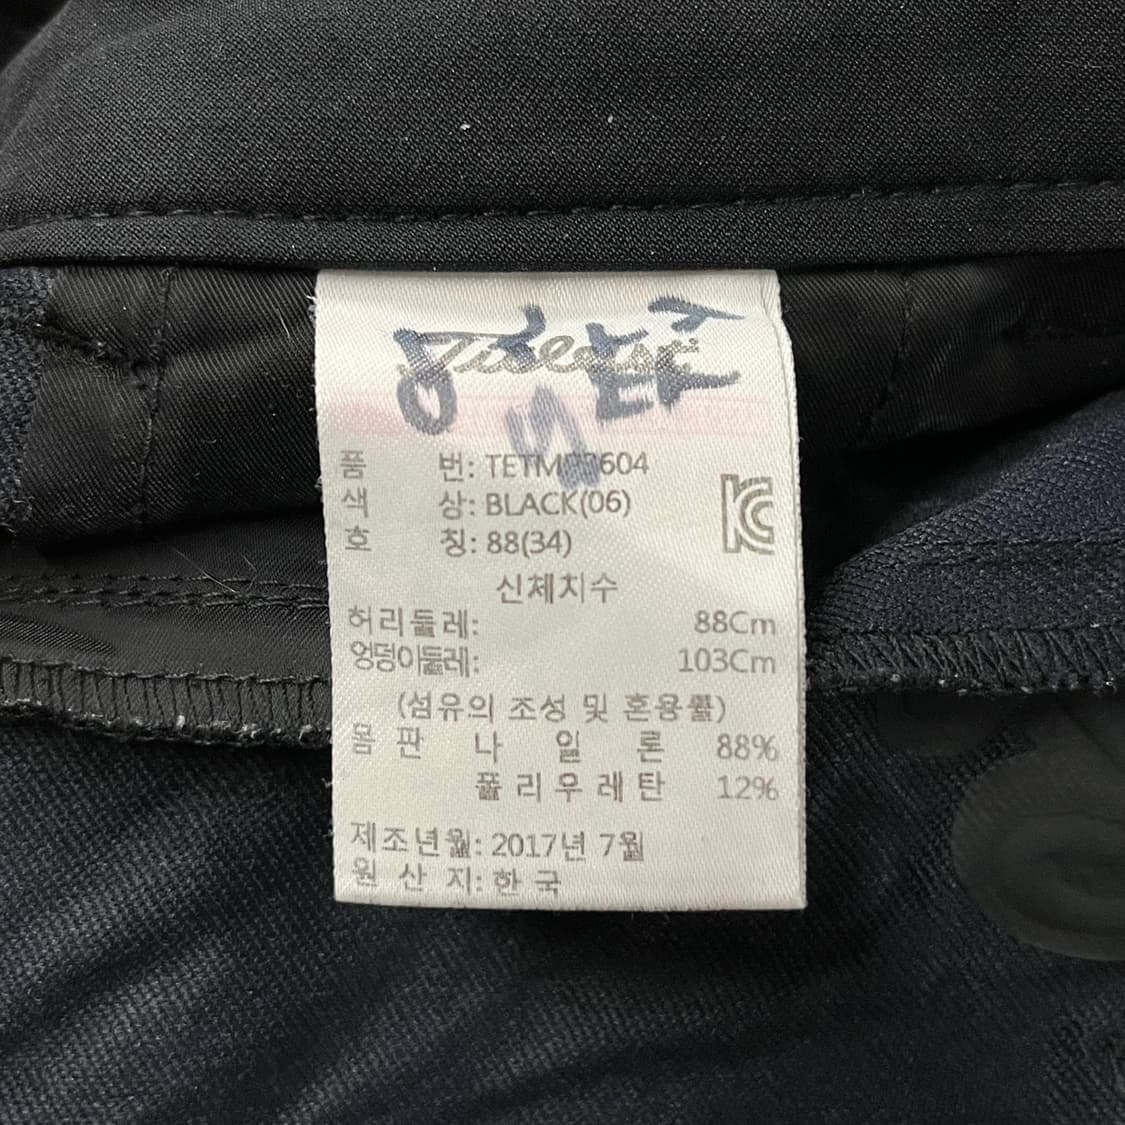 Titleist
품 번: TETM
604
색 상: BLACK(06)
호 칭: 88(34)
신체치수
허리둘레: 88Cm
엉덩이둘레: 103Cm
(섬유의 조성 및 혼용률)
몸 판 나 일 론 88%
폴 리 우 레 탄 12%
제조년월: 2017년 7월
원 산 지: 한 국